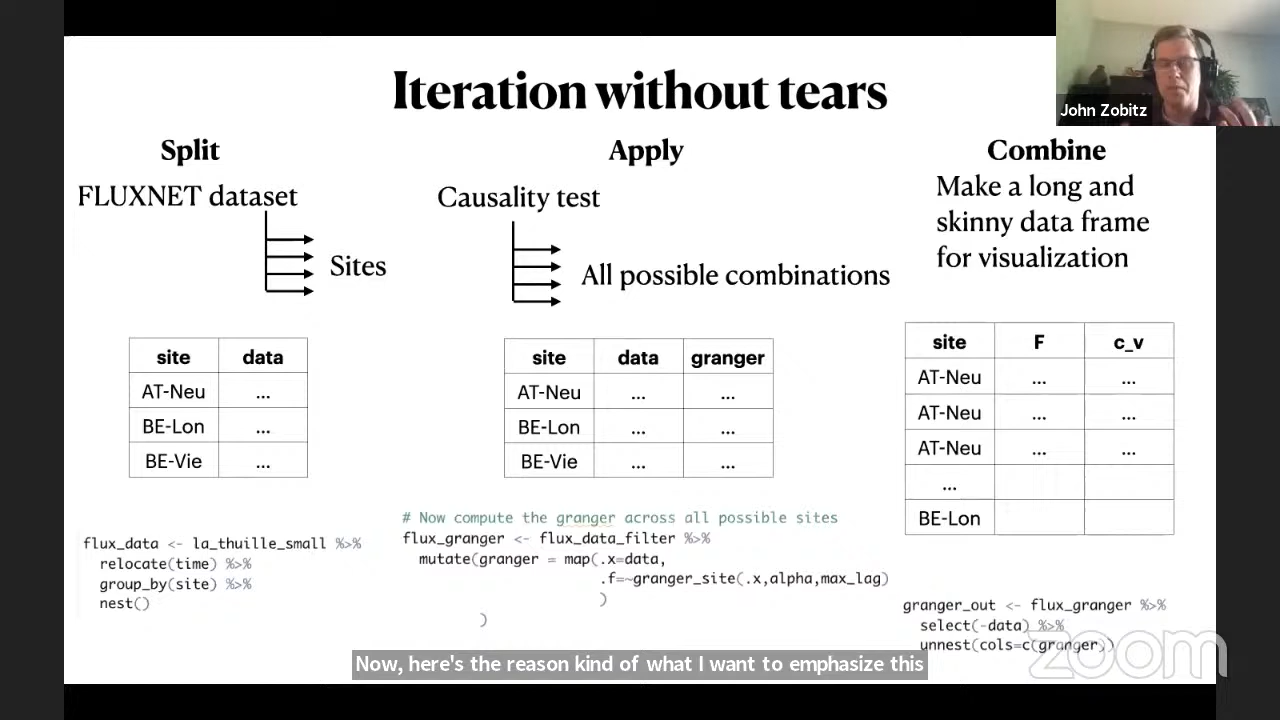 Iteration without tears
John Zobitz
Split
FLUXNET dataset
Sites
site data
AT-Neu ...
BE-Lon ...
BE-Vie ...
flux_data <- la_thuille_small %>%
relocate(time) %>%
group_by(site) %>%
nest()
Apply
Causality test
All possible combinations
site data granger
AT-Neu ... ...
BE-Lon ... ...
BE-Vie ... ...
# Now compute the granger across all possible sites
flux_granger <- flux_data_filter %>%
mutate(granger = map(.x=data,
.f=~granger_site(.x,alpha,max_lag)
)
)
Combine
Make a long and
skinny data frame
for visualization
site F c_v
AT-Neu ... ...
AT-Neu ... ...
AT-Neu ... ...
...
BE-Lon
granger_out <- flux_granger %>%
select(-data) %>%
unnest(cols=c(granger))
zoom
Now, here's the reason kind of what I want to emphasize this